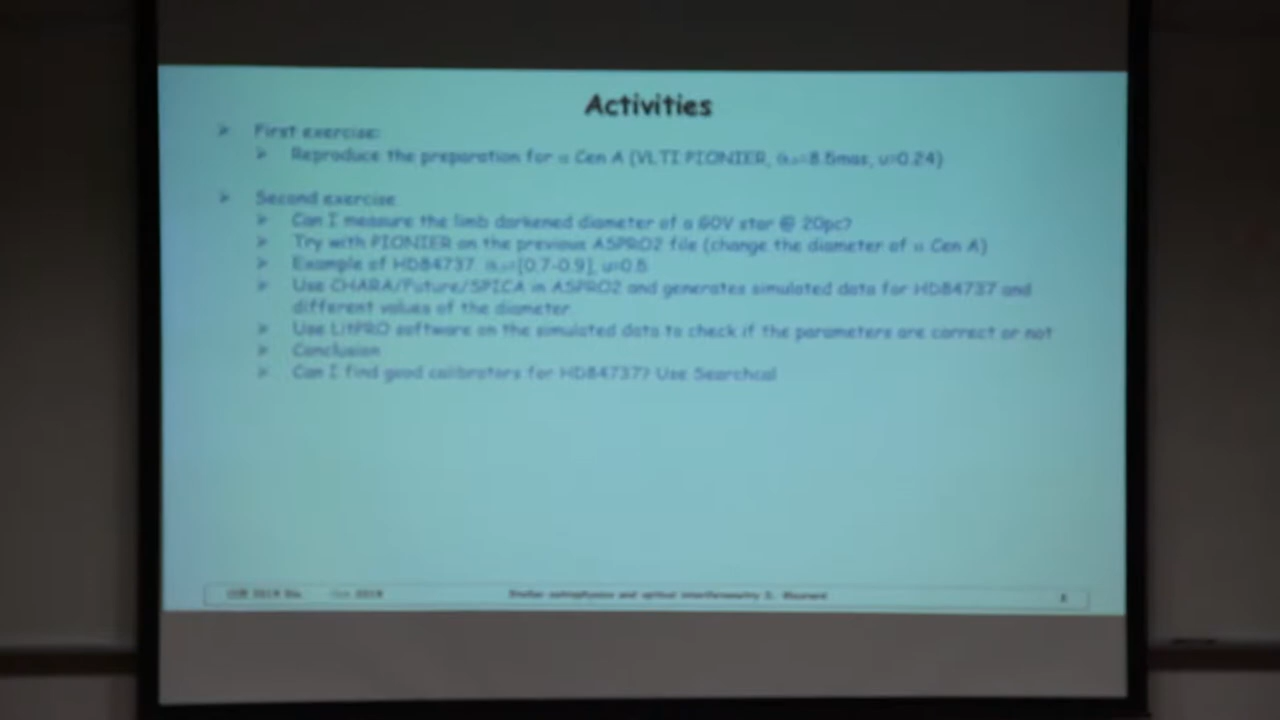 Activities
First exercise:
Reproduce the preparation for α Cen A (VLTI PIONIER, =8.5mas, u=0.24)
Second exercise
Can I measure the limb darkened diameter of a G0V star @ 20pc?
Try with PIONIER on the previous ASPRO2 file (change the diameter of α Cen A)
Example of HD84737 =[0.7-0.9], u=0.5
Use CHARA/Future/SPICA in ASPRO2 and generates simulated data for HD84737 and
different values of the diameter
Use LitPRO software on the simulated data to check if the parameters are correct or not
Conclusion
Can I find good calibrators for HD84737? Use Searchcal
2019
Stellar astrophysics and optical interferometry D. Mourard